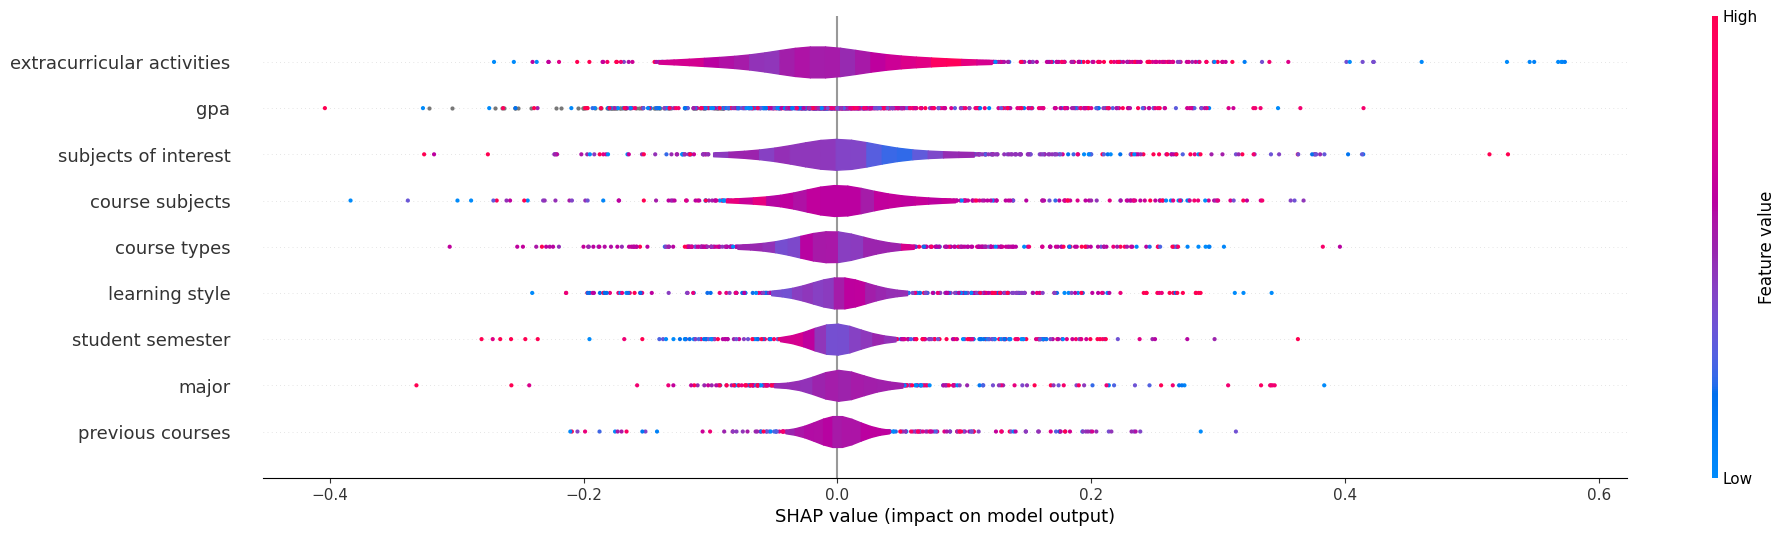 High
extracurricular activities
gpa
subjects of interest
course subjects
course types
learning style
student semester
major
previous courses
Feature value
Low
−0.4 −0.2 0.0 0.2 0.4 0.6
SHAP value (impact on model output)